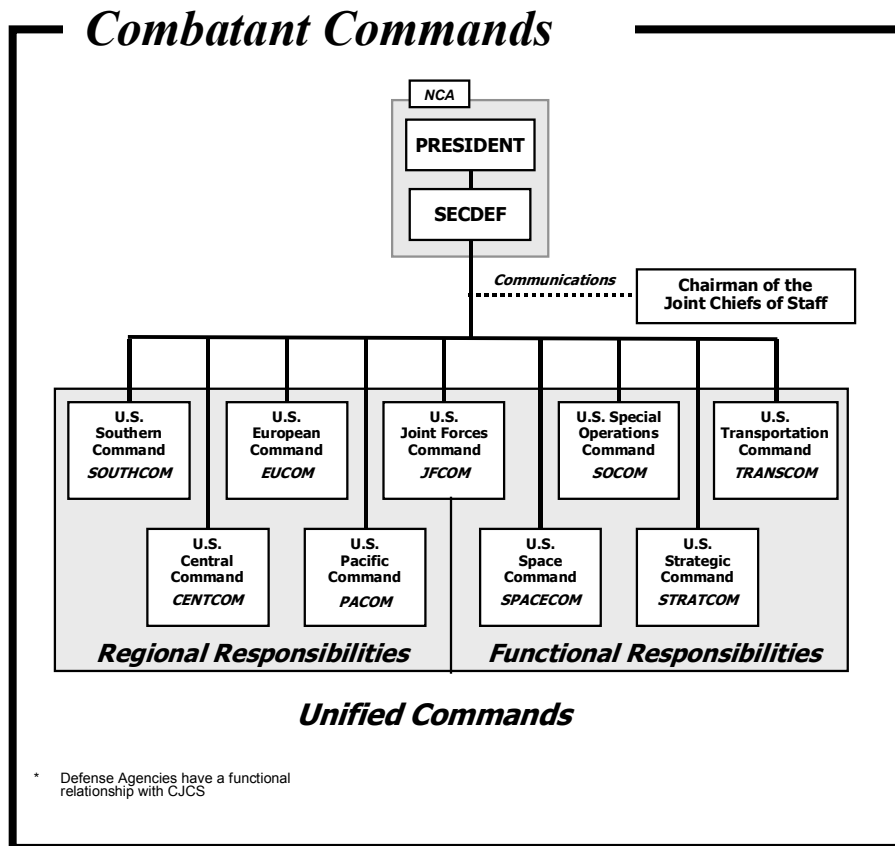 Combatant Commands
NCA
PRESIDENT
SECDEF
Communications
Chairman of the
Joint Chiefs of Staff
U.S.
Southern
Command
SOUTHCOM
U.S.
European
Command
EUCOM
U.S.
Joint Forces
Command
JFCOM
U.S. Special
Operations
Command
SOCOM
U.S.
Transportation
Command
TRANSCOM
U.S.
Central
Command
CENTCOM
U.S.
Pacific
Command
PACOM
U.S.
Space
Command
SPACECOM
U.S.
Strategic
Command
STRATCOM
Regional Responsibilities
Functional Responsibilities
Unified Commands
* Defense Agencies have a functional
relationship with CJCS